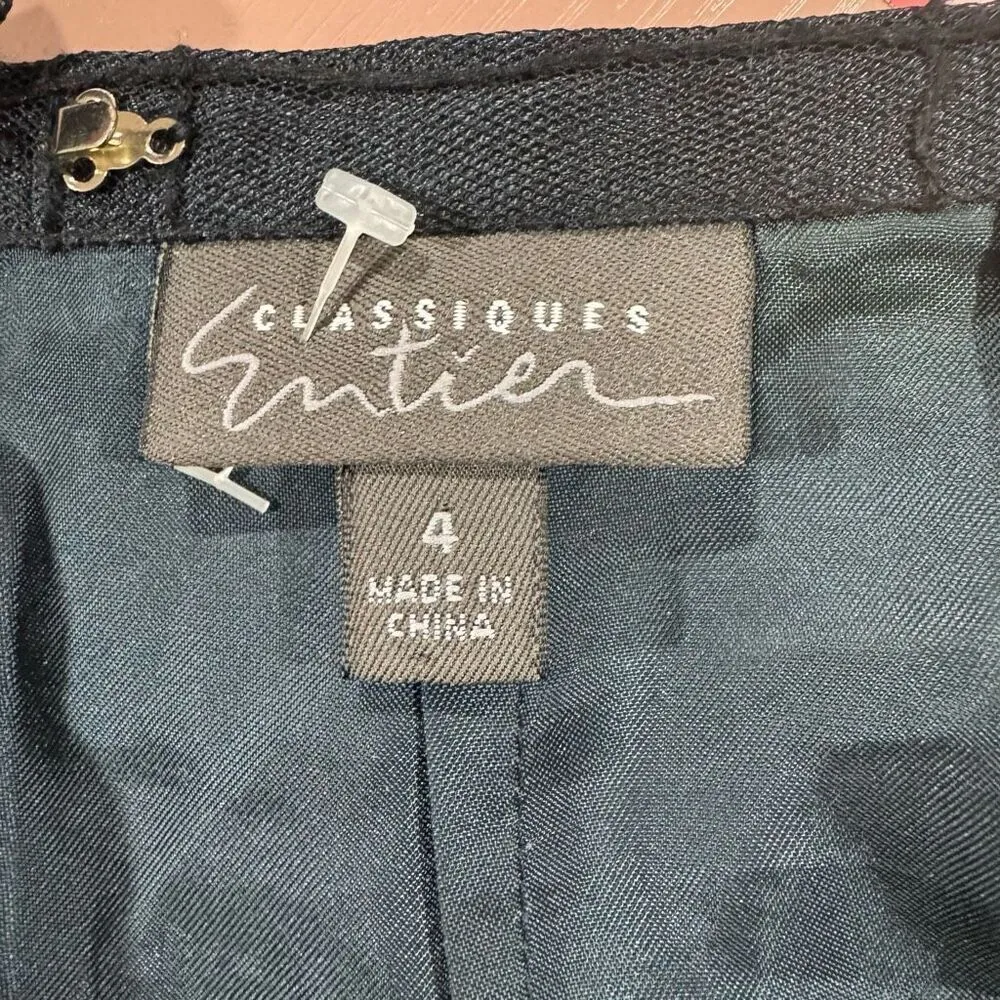 CLASSIQUES
Entier
4
MADE IN
CHINA